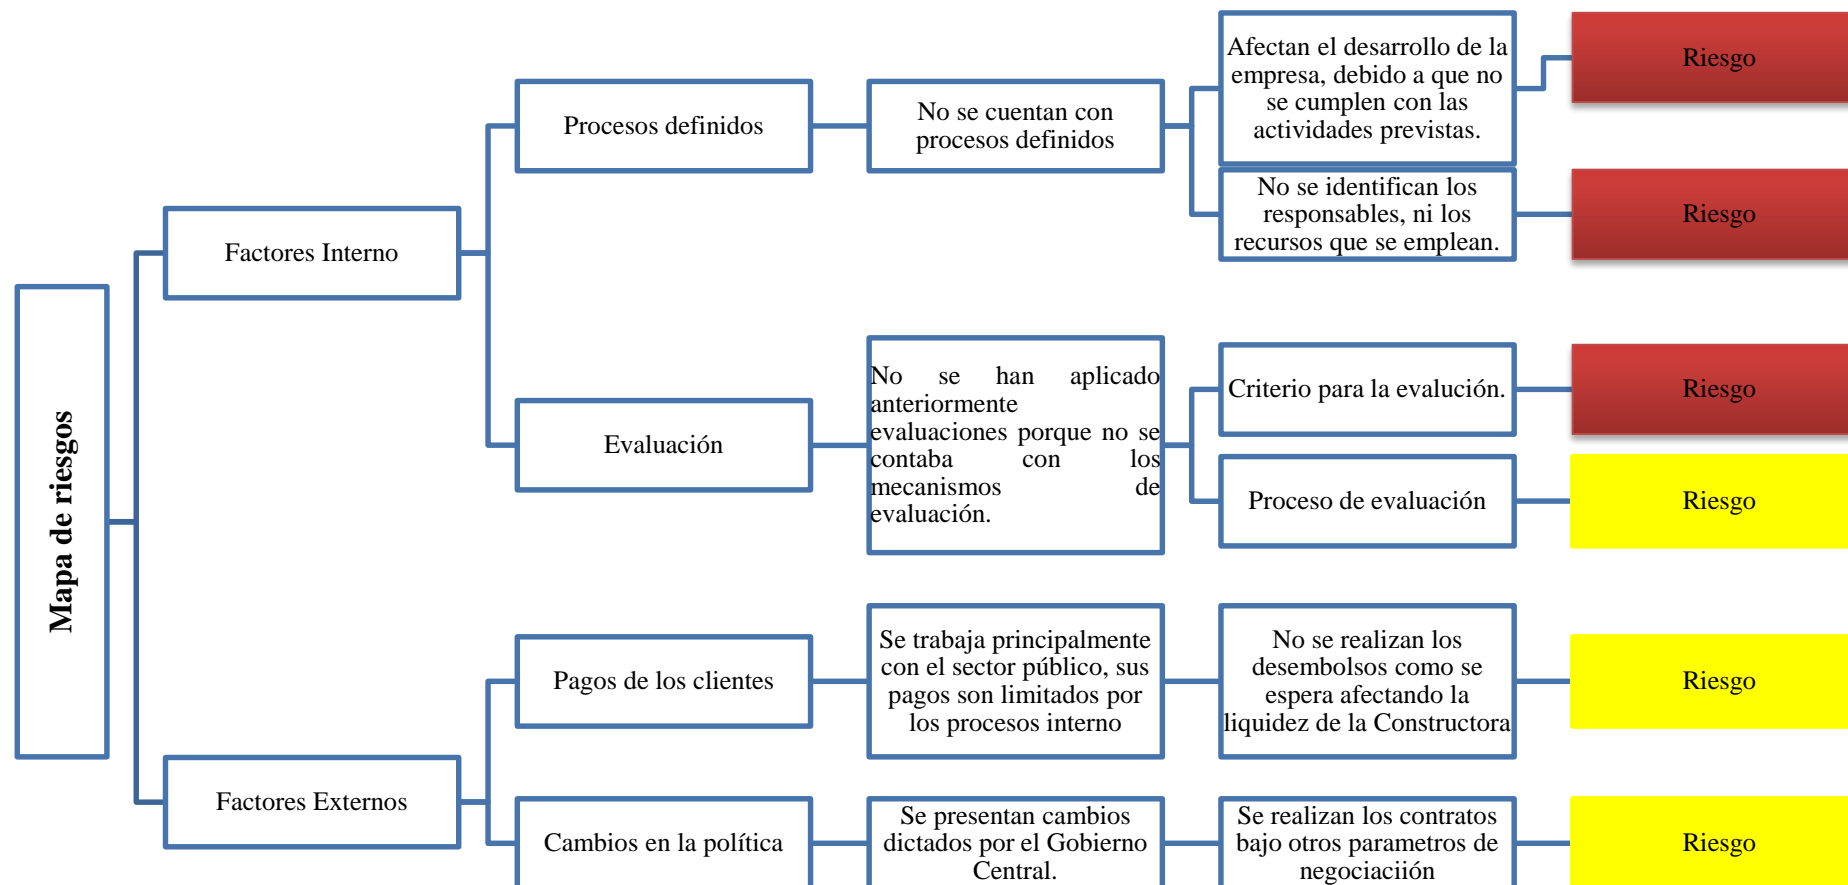 Mapa de riesgos
Factores Interno
Procesos definidos
No se cuentan con
procesos definidos
Afectan el desarrollo de la
empresa, debido a que no
se cumplen con las
actividades previstas.
Riesgo
No se identifican los
responsables, ni los
recursos que se emplean.
Riesgo
Evaluación
No se han aplicado
anteriormente
evaluaciones porque no se
contaba con los
mecanismos de
evaluación.
Criterio para la evalución.
Riesgo
Proceso de evaluación
Riesgo
Factores Externos
Pagos de los clientes
Se trabaja principalmente
con el sector público, sus
pagos son limitados por
los procesos interno
No se realizan los
desembolsos como se
espera afectando la
liquidez de la Constructora
Riesgo
Cambios en la política
Se presentan cambios
dictados por el Gobierno
Central.
Se realizan los contratos
bajo otros parametros de
negociaciión
Riesgo